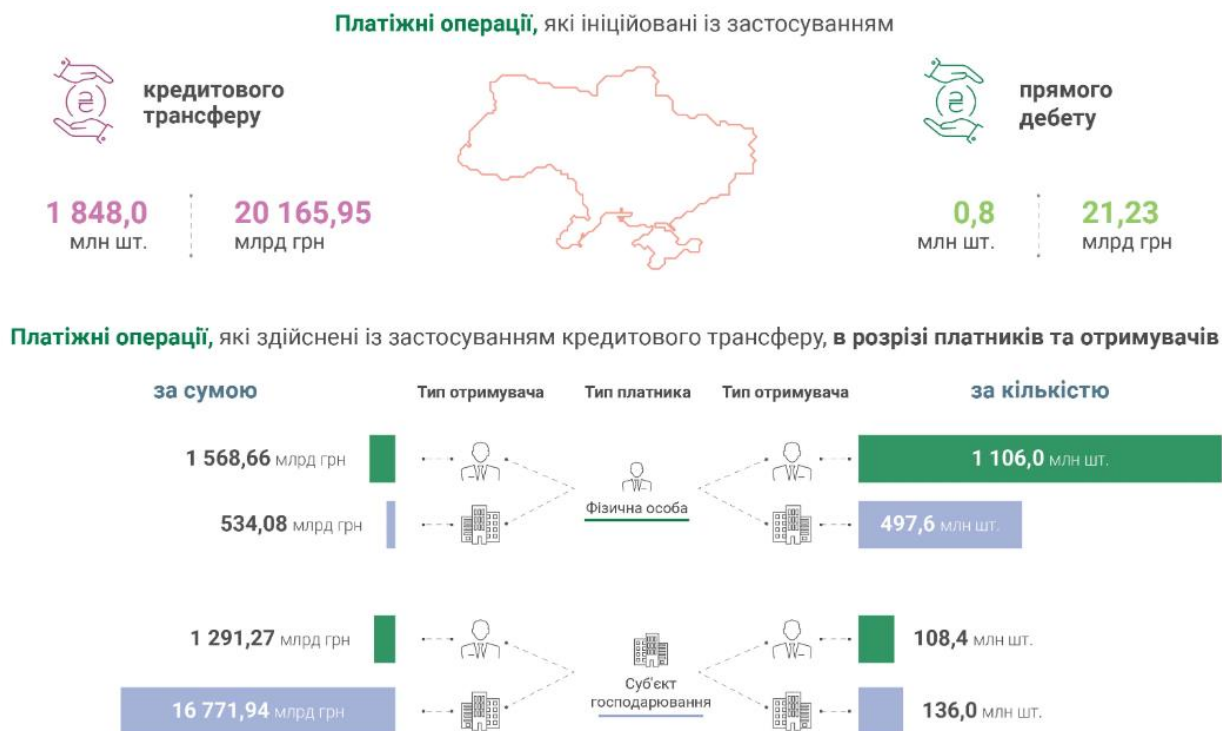 Платіжні операції, які ініційовані із застосуванням
кредитового
трансферу
1 848,0
млн шт.
20 165,95
млрд грн
прямого
дебету
0,8
млн шт.
21,23
млрд грн
Платіжні операції, які здійснені із застосуванням кредитового трансферу, в розрізі платників та отримувачів
за сумою Тип отримувача Тип платника Тип отримувача за кількістю
1 568,66 млрд грн 1 106,0 млн шт.
Фізична особа
534,08 млрд грн 497,6 млн шт.
1 291,27 млрд грн 108,4 млн шт.
Суб'єкт
господарювання
16 771,94 млрд грн 136,0 млн шт.